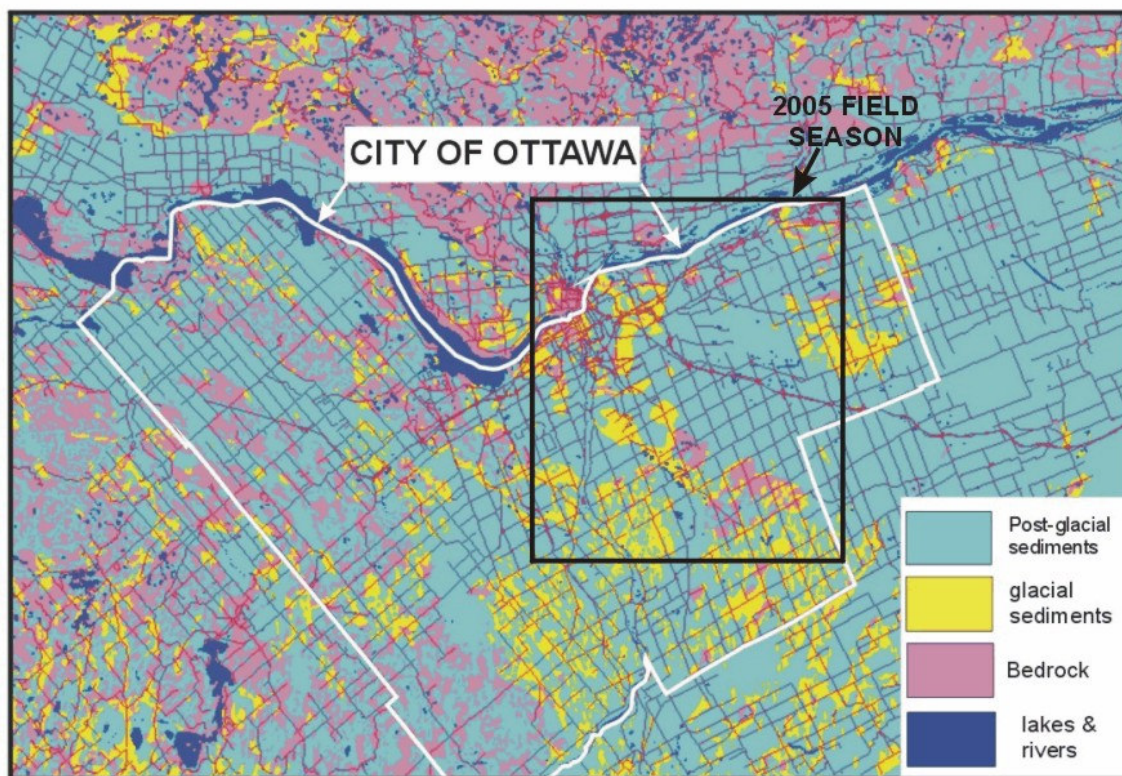 2005 FIELD
SEASON
CITY OF OTTAWA
Post-glacial
sediments
glacial
sediments
Bedrock
lakes &
rivers